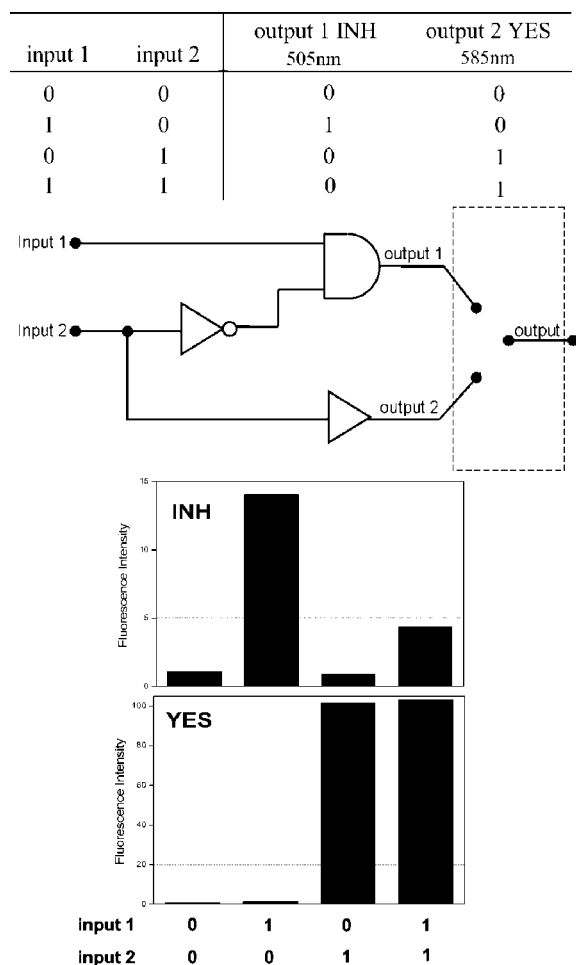 output 1 INH output 2 YES
input 1 input 2 505nm 585nm
0 0 0 0
1 0 1 0
0 1 0 1
1 1 0 1
Input 1
output 1
Input 2
output
output 2
15
INH
10
Fluorescence Intensity
5
0
100
YES
80
60
Fluorescence Intensity
40
20
0
input 1 0 1 0 1
input 2 0 0 1 1